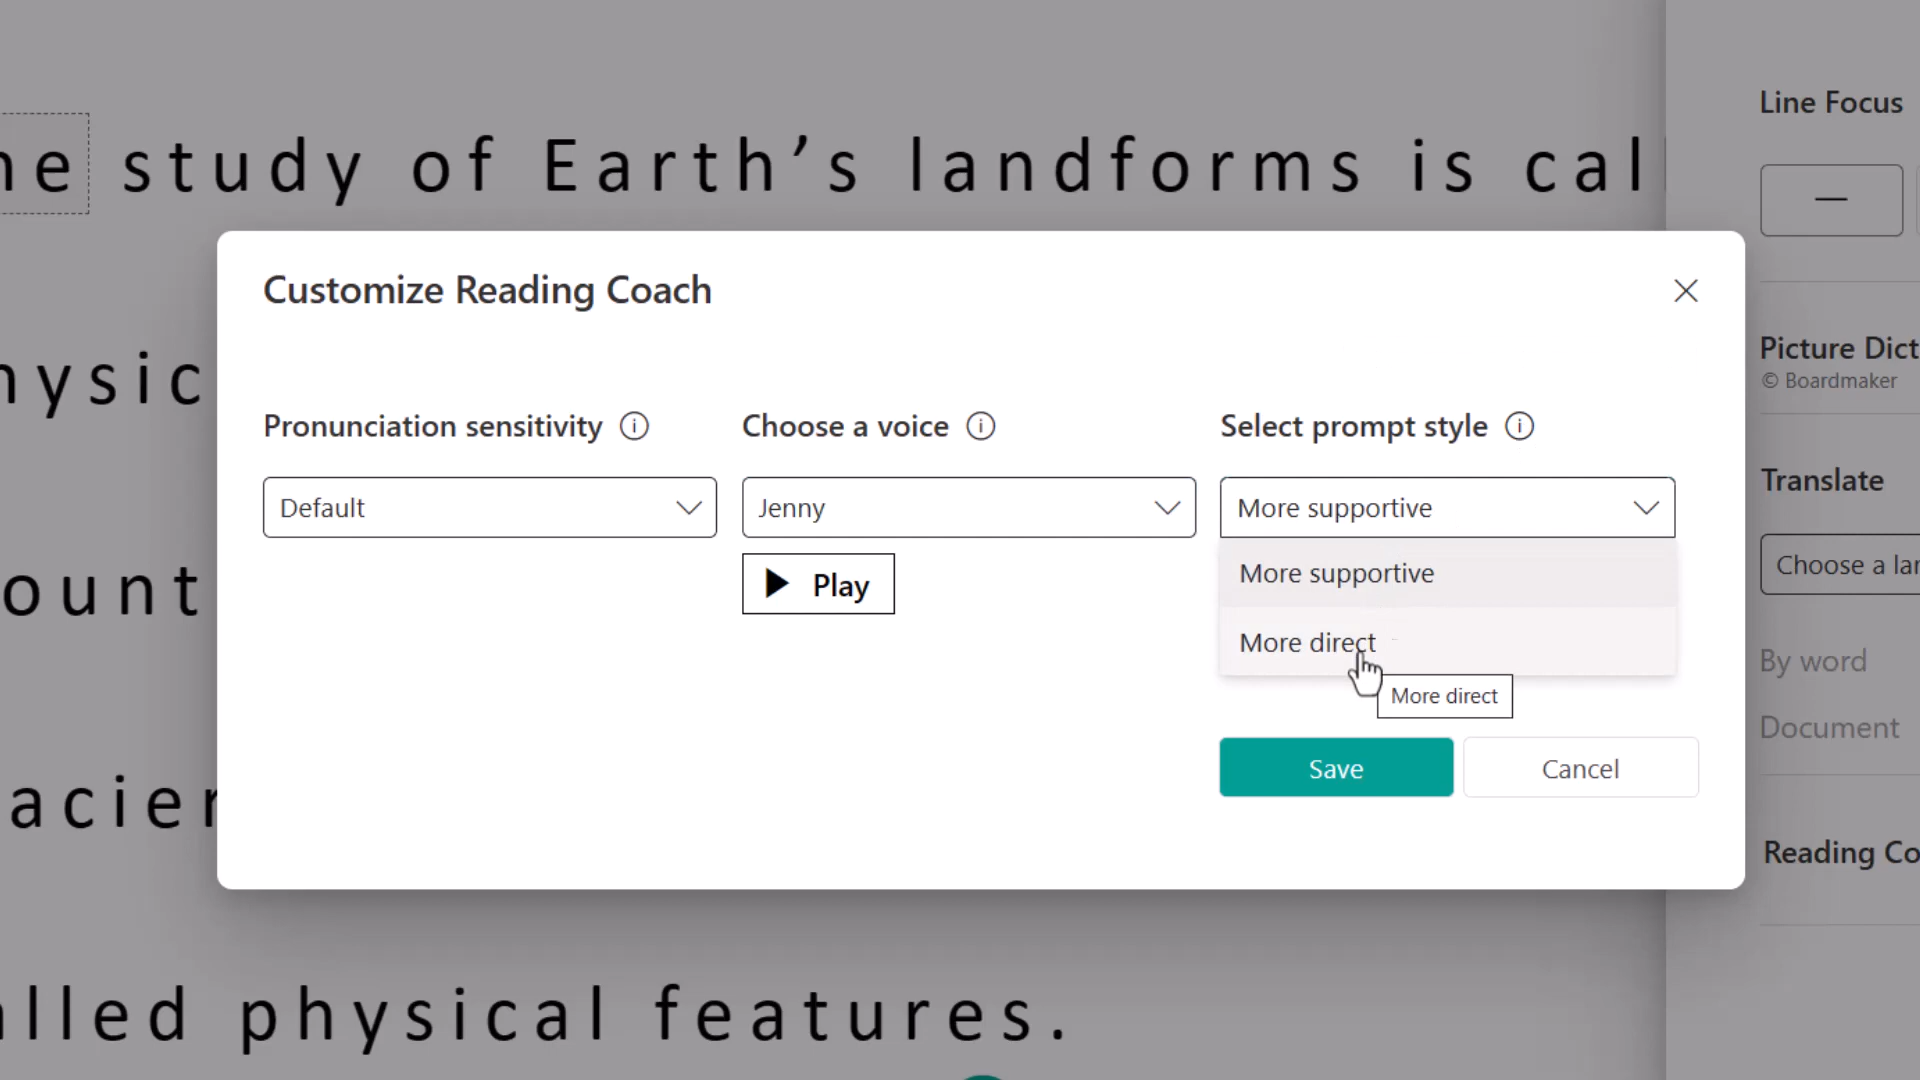 he study of Earth's landforms is cal
Line Focus
Customize Reading Coach
Picture Dict
© Boardmaker
hysic
Pronunciation sensitivity
Choose a voice
Select prompt style
Translate
Default
Jenny
More supportive
Choose a lan
Play
More supportive
ount
More direct
By word
More direct
Document
Save
Cancel
acier
Reading Co
alled physical features.